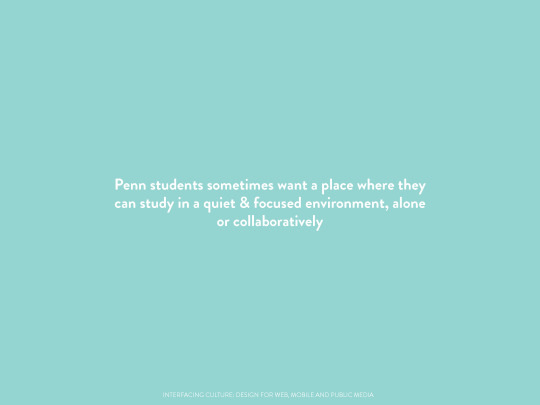 Penn students sometimes want a place where they
can study in a quiet & focused environment, alone
or collaboratively
INTERFACING CULTURE, DESIGN FOR WEB, MOBILE AND PUBLIC MEDIA